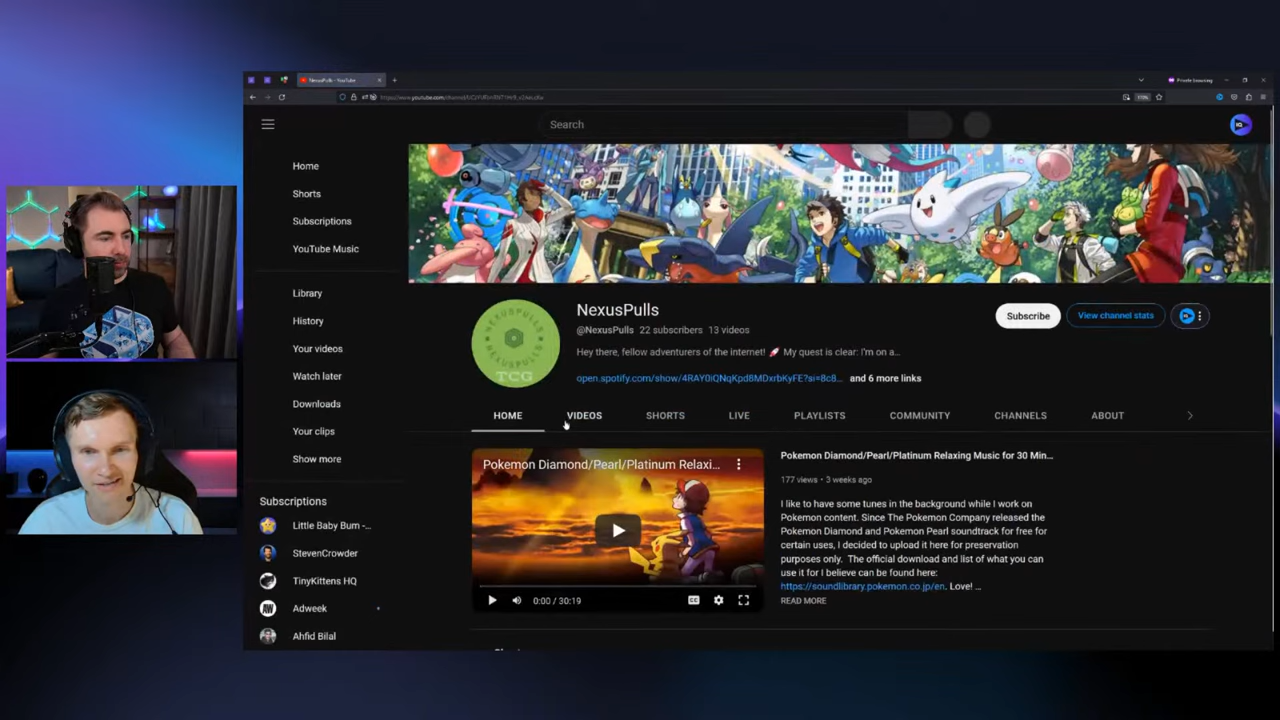 NexusPulls - YouTube
Private browsing
Search
Home
Shorts
Subscriptions
YouTube Music
Library
History
Your videos
Watch later
Downloads
Your clips
Show more
Subscriptions
Little Baby Bum -...
StevenCrowder
TinyKittens HQ
Adweek
Ahfid Bilal
NEXUSPULLS
NEXUSPULLS
TCG
NexusPulls
@NexusPulls 22 subscribers 13 videos
Hey there, fellow adventurers of the internet! 🚀 My quest is clear: I'm on a...
open.spotify.com/show/4RAY0iQNqKpd8MDxrbKyFE?si=8c8... and 6 more links
Subscribe
View channel stats
HOME VIDEOS SHORTS LIVE PLAYLISTS COMMUNITY CHANNELS ABOUT
Pokemon Diamond/Pearl/Platinum Relaxi...
0:00 / 30:19
Pokemon Diamond/Pearl/Platinum Relaxing Music for 30 Min...
177 views • 3 weeks ago
I like to have some tunes in the background while I work on
Pokemon content. Since The Pokemon Company released the
Pokemon Diamond and Pokemon Pearl soundtrack for free for
certain uses, I decided to upload it here for preservation
purposes only. The official download and list of what you can
use it for I believe can be found here:
https://soundlibrary.pokemon.co.jp/en. Love! ...
READ MORE